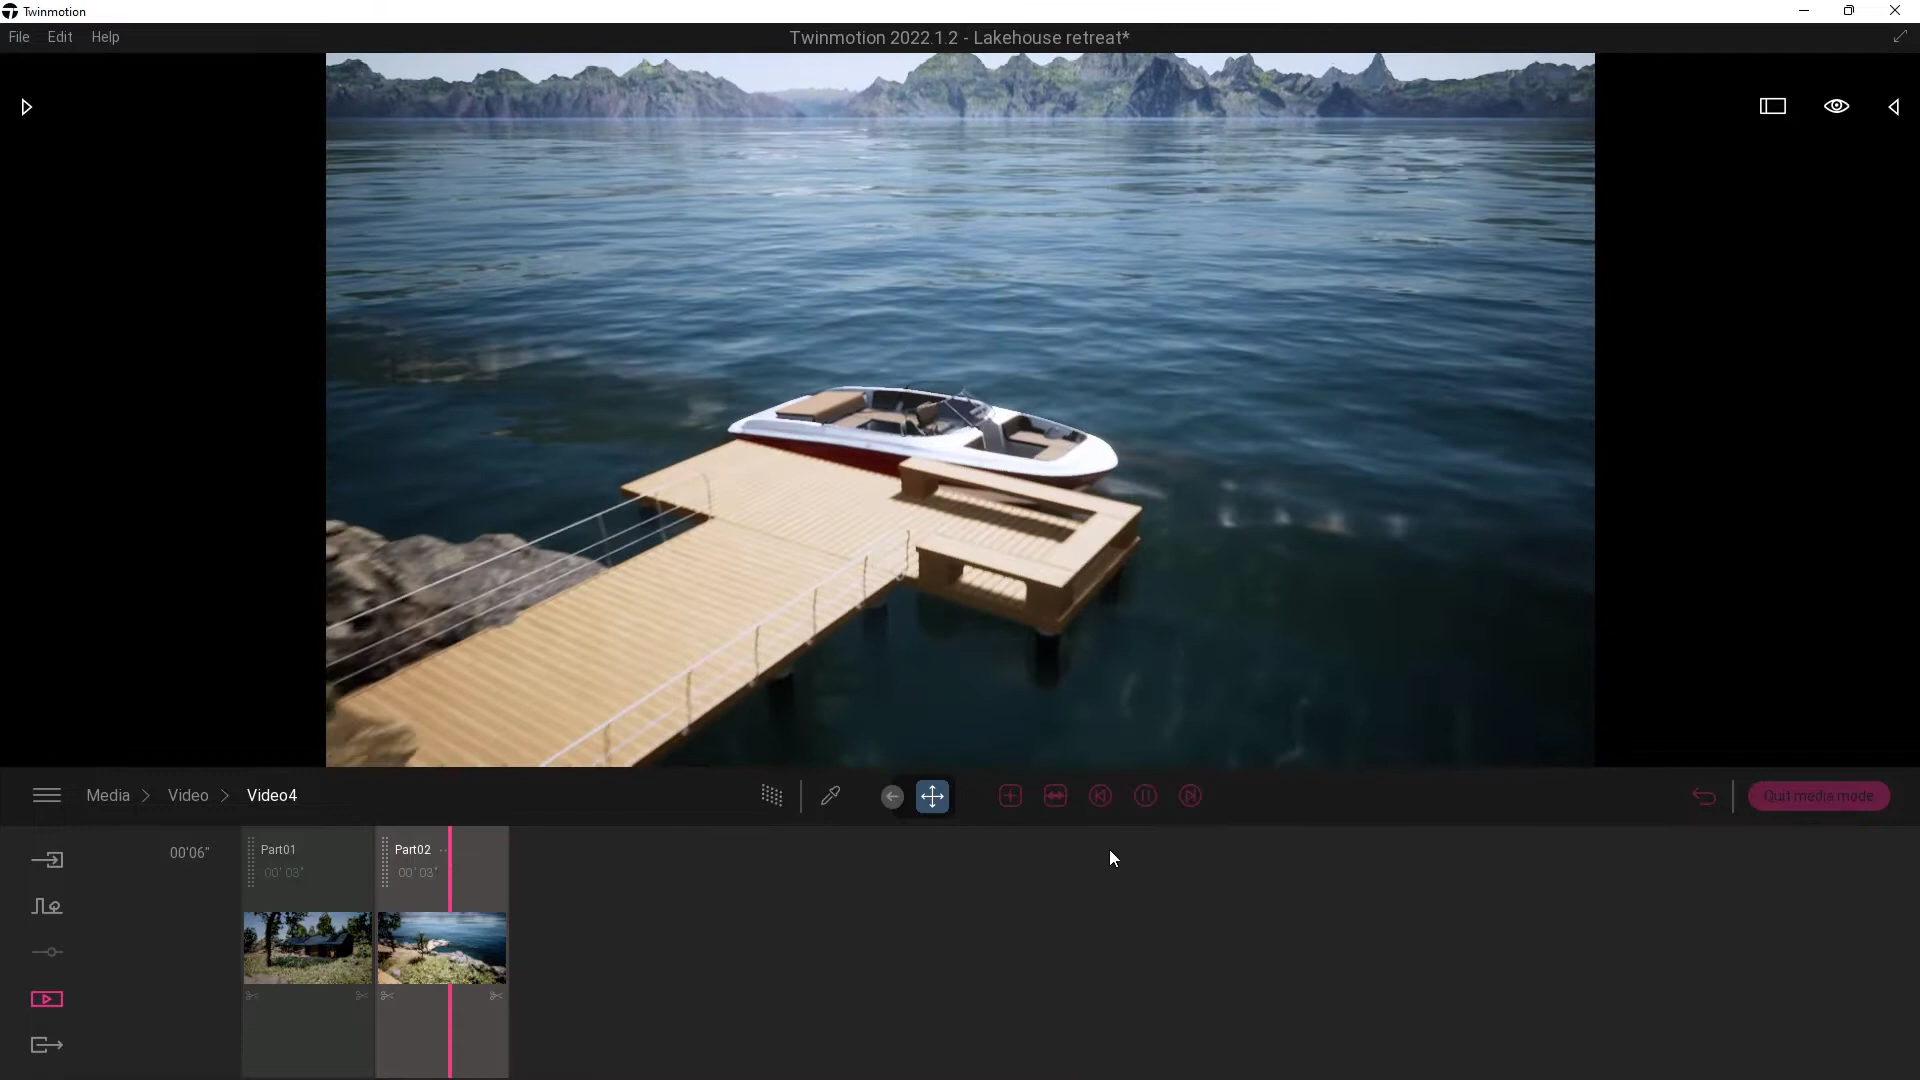 Twinmotion
File Edit Help
Twinmotion 2022.1.2 - Lakehouse retreat*
Media Video Video4
Quit media mode
00'06"
Part01
00' 03"
Part02
00' 03"